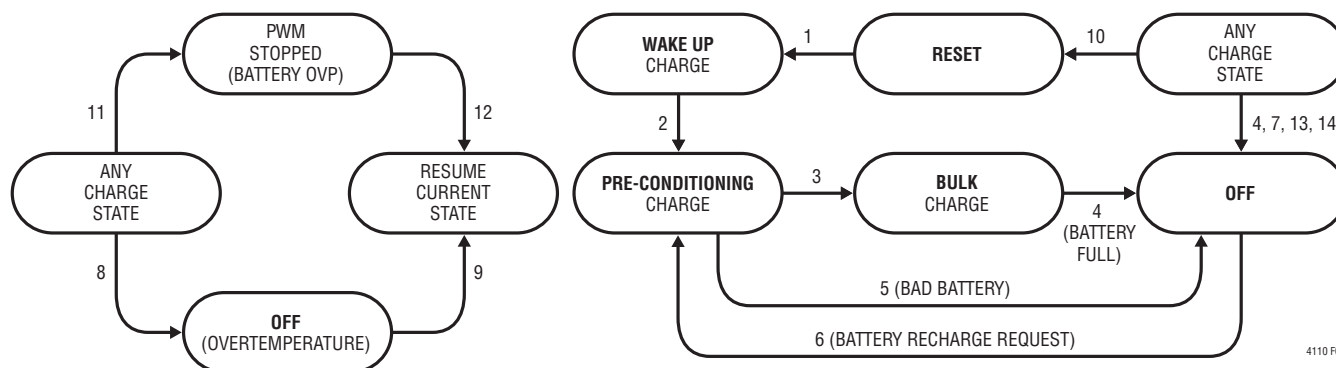 PWM
STOPPED
(BATTERY OVP)
11
12
ANY
CHARGE
STATE
RESUME
CURRENT
STATE
8
9
OFF
(OVERTEMPERATURE)
WAKE UP
CHARGE
1
RESET
10
ANY
CHARGE
STATE
2
4, 7, 13, 14
PRE-CONDITIONING
CHARGE
3
BULK
CHARGE
4
(BATTERY
FULL)
OFF
5 (BAD BATTERY)
6 (BATTERY RECHARGE REQUEST)
4110